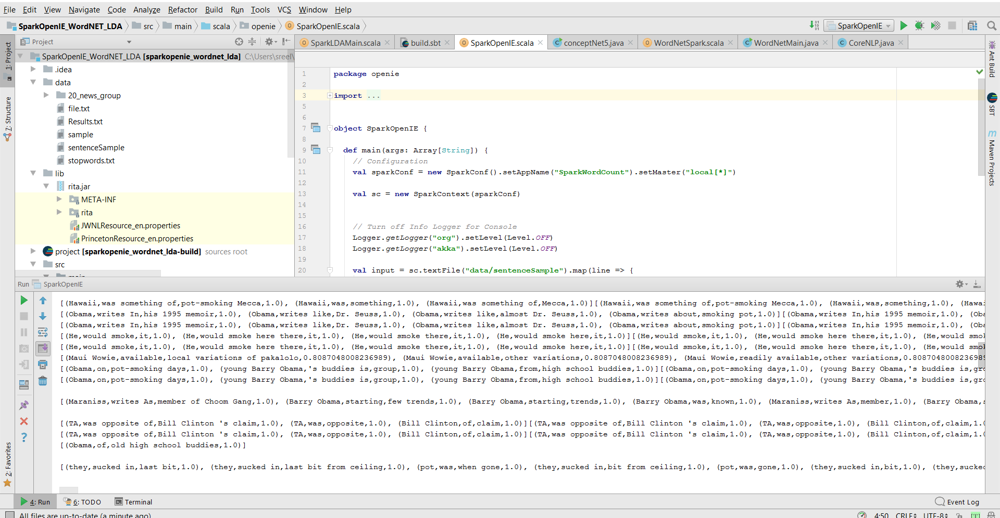 File Edit View Navigate Code Analyze Refactor Build Run Tools VCS Window Help
SparkOpenIE_WordNET_LDA src main scala openie SparkOpenIE.scala SparkOpenIE
Project SparkLDAMain.scala build.sbt SparkOpenIE.scala conceptNet5.java WordNetSpark.scala WordNetMain.java CoreNLP.java
1: Project
7: Structure
2: Favorites
Ant Build
SBT
Maven Projects
SparkOpenIE_WordNET_LDA [sparkopenie_wordnet_lda] C:\Users\sreel\
.idea
data
20_news_group
file.txt
Results.txt
sample
sentenceSample
stopwords.txt
lib
rita.jar
META-INF
rita
JWNLResource_en.properties
PrincetonResource_en.properties
project [sparkopenie_wordnet_lda-build] sources root
src
main
1 package openie
2
3 import ...
5
6
7 object SparkOpenIE {
8
9 def main(args: Array[String]) {
10 // Configuration
11 val sparkConf = new SparkConf().setAppName("SparkWordCount").setMaster("local[*]")
12
13 val sc = new SparkContext(sparkConf)
14
15
16 // Turn off Info Logger for Console
17 Logger.getLogger("org").setLevel(Level.OFF)
18 Logger.getLogger("akka").setLevel(Level.OFF)
19
20 val input = sc.textFile("data/sentenceSample").map(line => {
Run SparkOpenIE
[(Hawaii,was something of,pot-smoking Mecca,1.0), (Hawaii,was,something,1.0), (Hawaii,was something of,Mecca,1.0)][(Hawaii,was something of,pot-smoking Mecca,1.0), (Hawaii,was,something,1.0), (Hawai
[(Obama,writes In,his 1995 memoir,1.0), (Obama,writes like,Dr. Seuss,1.0), (Obama,writes like,almost Dr. Seuss,1.0), (Obama,writes about,smoking pot,1.0)][(Obama,writes In,his 1995 memoir,1.0), (Oba
[(Obama,writes In,his 1995 memoir,1.0), (Obama,writes like,Dr. Seuss,1.0), (Obama,writes like,almost Dr. Seuss,1.0), (Obama,writes about,smoking pot,1.0)][(Obama,writes In,his 1995 memoir,1.0), (Oba
[(He,would smoke,it,1.0), (He,would smoke here there,it,1.0), (He,would smoke there,it,1.0), (He,would smoke here,it,1.0)][(He,would smoke,it,1.0), (He,would smoke here there,it,1.0), (He,would smok
[(He,would smoke,it,1.0), (He,would smoke here there,it,1.0), (He,would smoke there,it,1.0), (He,would smoke here,it,1.0)][(He,would smoke,it,1.0), (He,would smoke here there,it,1.0), (He,would smok
[(Maui Wowie,available,local variations of pakalolo,0.8087048008236989), (Maui Wowie,available,other variations,0.8087048008236989), (Maui Wowie,readily available,other variations,0.8087048008236989
[(Obama,on,pot-smoking days,1.0), (young Barry Obama,'s buddies is,group,1.0), (young Barry Obama,from,high school buddies,1.0)][(Obama,on,pot-smoking days,1.0), (young Barry Obama,'s buddies is,gro
[(Obama,on,pot-smoking days,1.0), (young Barry Obama,'s buddies is,group,1.0), (young Barry Obama,from,high school buddies,1.0)][(Obama,on,pot-smoking days,1.0), (young Barry Obama,'s buddies is,gro
[(Maraniss,writes As,member of Choom Gang,1.0), (Barry Obama,starting,few trends,1.0), (Barry Obama,starting,trends,1.0), (Barry Obama,was,known,1.0), (Maraniss,writes As,member,1.0), (Barry Obama,s
[(TA,was opposite of,Bill Clinton 's claim,1.0), (TA,was,opposite,1.0), (Bill Clinton,of,claim,1.0)][(TA,was opposite of,Bill Clinton 's claim,1.0), (TA,was,opposite,1.0), (Bill Clinton,of,claim,1.0
[(TA,was opposite of,Bill Clinton 's claim,1.0), (TA,was,opposite,1.0), (Bill Clinton,of,claim,1.0)][(TA,was opposite of,Bill Clinton 's claim,1.0), (TA,was,opposite,1.0), (Bill Clinton,of,claim,1.0
[(Obama,of,old high school buddies,1.0)]
[(they,sucked in,last bit,1.0), (they,sucked in,last bit from ceiling,1.0), (pot,was,when gone,1.0), (they,sucked in,bit from ceiling,1.0), (pot,was,gone,1.0), (they,sucked in,bit,1.0), (they,sucked
4: Run 6: TODO Terminal Event Log
All files are up-to-date (a minute ago) 4:50 CRLF UTF-8 [T]